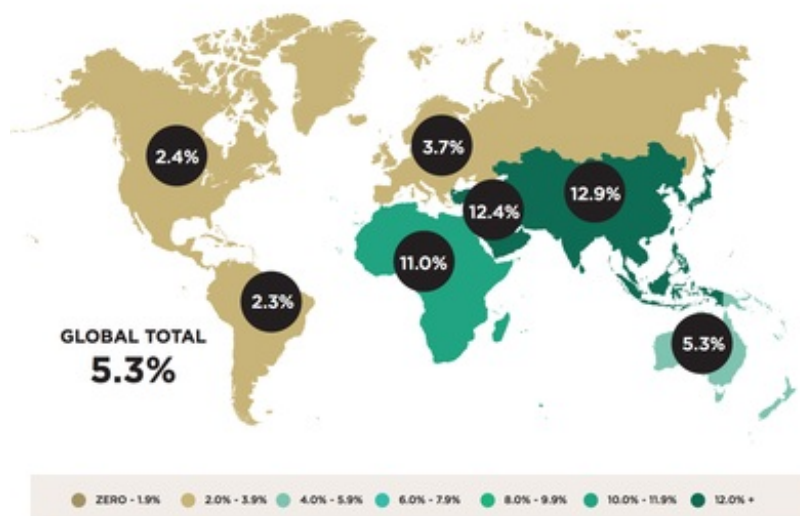 2.4%
3.7%
12.4%
12.9%
11.0%
2.3%
5.3%
GLOBAL TOTAL
5.3%
ZERO - 1.9%
2.0% - 3.9%
4.0% - 5.9%
6.0% - 7.9%
8.0% - 9.9%
10.0% - 11.9%
12.0% +